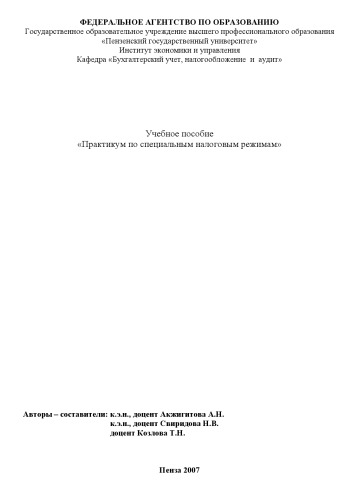 ФЕДЕРАЛЬНОЕ АГЕНТСТВО ПО ОБРАЗОВАНИЮ
Государственное образовательное учреждение высшего профессионального образования
«Пензенский государственный университет»
Институт экономики и управления
Кафедра «Бухгалтерский учет, налогообложение и аудит»
Учебное пособие
«Практикум по специальным налоговым режимам»
Авторы – составители: к.э.н., доцент Акжигитова А.Н.
к.э.н., доцент Свиридова Н.В.
доцент Козлова Т.Н.
Пенза 2007